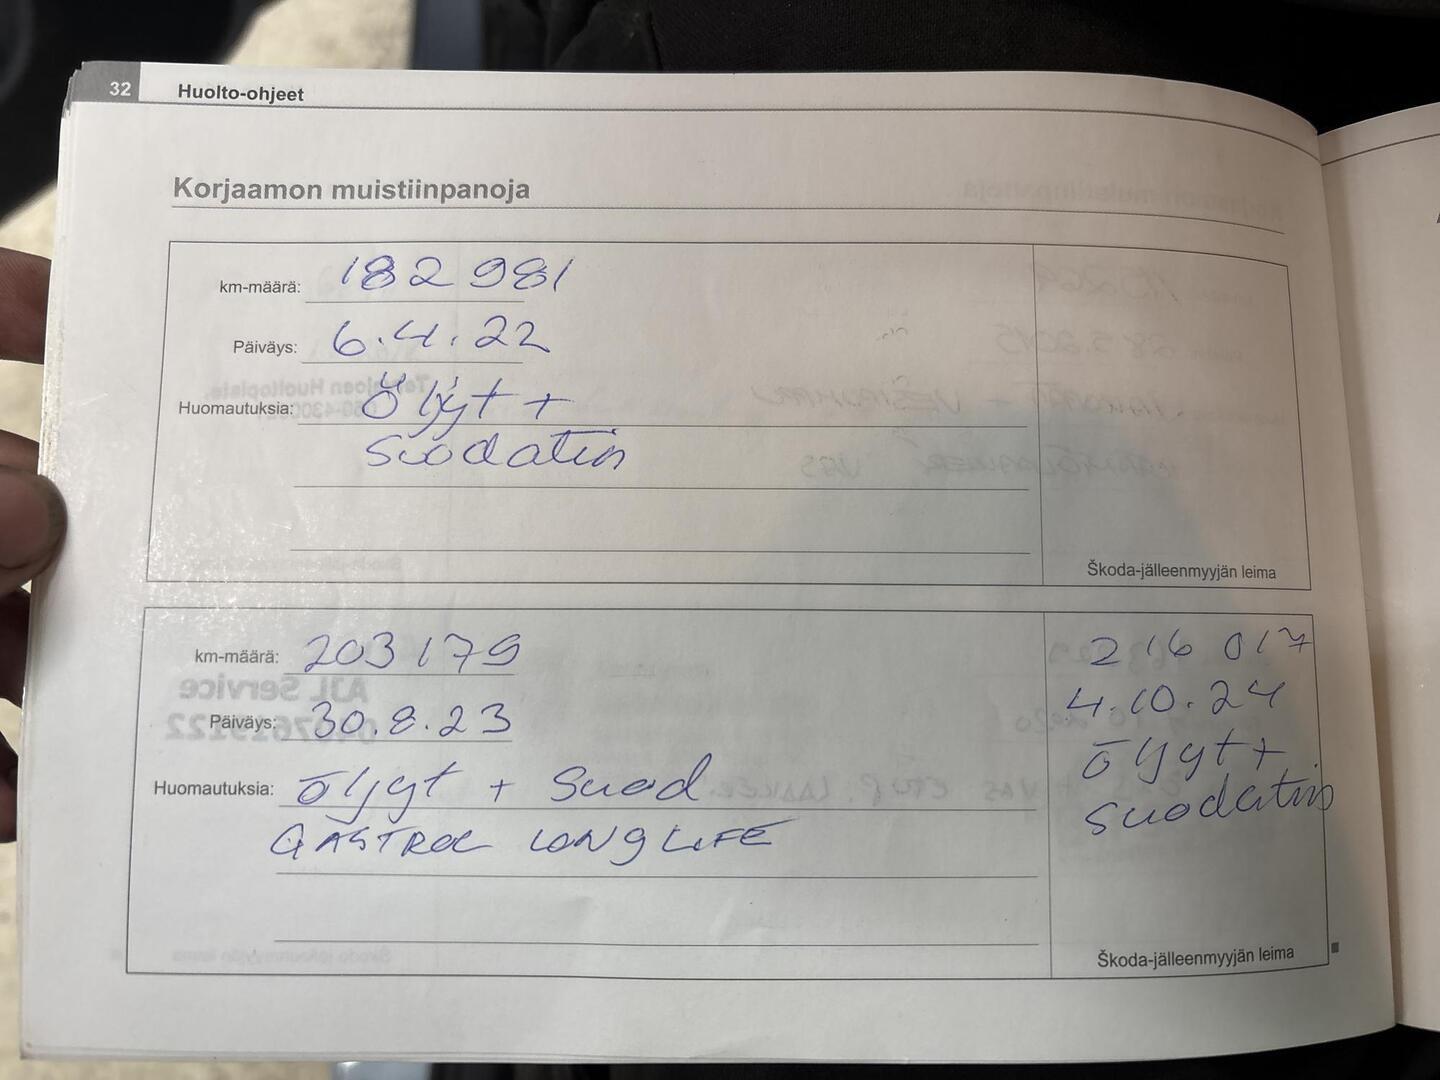 32 Huolto-ohjeet
Korjaamon muistiinpanoja
km-määrä: 182 981
Päiväys: 6.4.22
Huomautuksia: Öljyt +
suodatin
Škoda-jälleenmyyjän leima
km-määrä: 203179
Päiväys: 30.8.23
Huomautuksia: öljyt + suod
CASTROL LONGLIFE
216 017
4.10.24
öljyt +
suodatin
Škoda-jälleenmyyjän leima